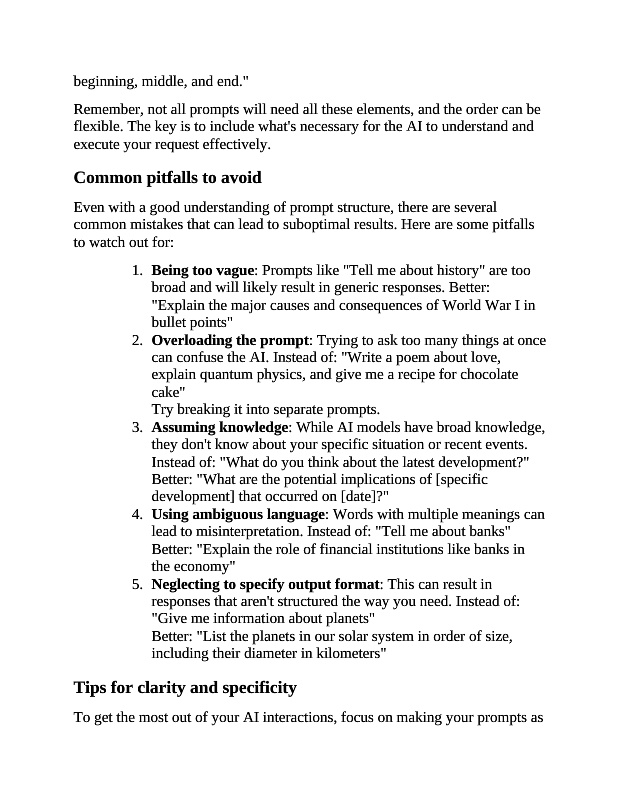 beginning, middle, and end."
Remember, not all prompts will need all these elements, and the order can be
flexible. The key is to include what's necessary for the AI to understand and
execute your request effectively.
Common pitfalls to avoid
Even with a good understanding of prompt structure, there are several
common mistakes that can lead to suboptimal results. Here are some pitfalls
to watch out for:
1. Being too vague: Prompts like "Tell me about history" are too
broad and will likely result in generic responses. Better:
"Explain the major causes and consequences of World War I in
bullet points"
2. Overloading the prompt: Trying to ask too many things at once
can confuse the AI. Instead of: "Write a poem about love,
explain quantum physics, and give me a recipe for chocolate
cake"
Try breaking it into separate prompts.
3. Assuming knowledge: While AI models have broad knowledge,
they don't know about your specific situation or recent events.
Instead of: "What do you think about the latest development?"
Better: "What are the potential implications of [specific
development] that occurred on [date]?"
4. Using ambiguous language: Words with multiple meanings can
lead to misinterpretation. Instead of: "Tell me about banks"
Better: "Explain the role of financial institutions like banks in
the economy"
5. Neglecting to specify output format: This can result in
responses that aren't structured the way you need. Instead of:
"Give me information about planets"
Better: "List the planets in our solar system in order of size,
including their diameter in kilometers"
Tips for clarity and specificity
To get the most out of your AI interactions, focus on making your prompts as